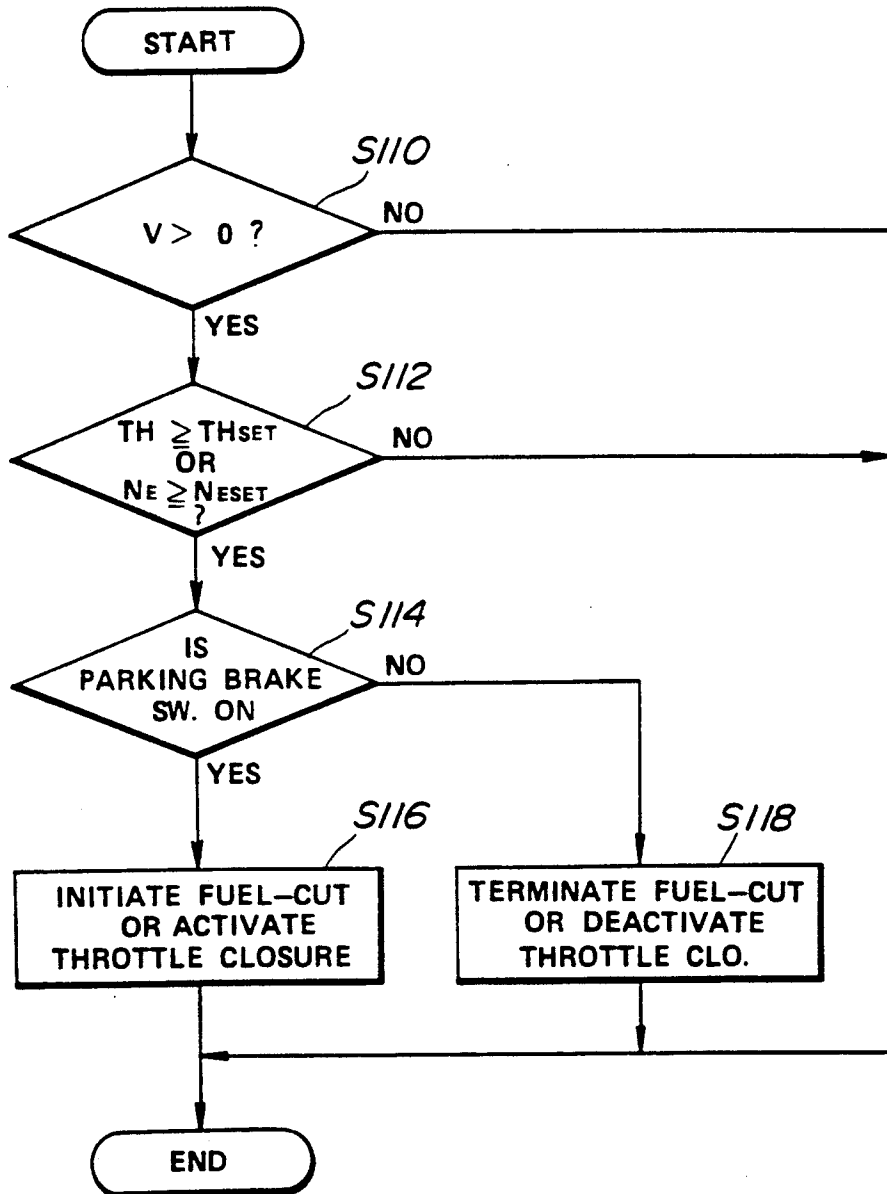 START
S110
V > 0 ?
NO
YES
S112
TH ≧ THSET
OR
NE ≧ NESET
?
NO
YES
S114
IS
PARKING BRAKE
SW. ON
NO
YES
S116
INITIATE FUEL-CUT
OR ACTIVATE
THROTTLE CLOSURE
S118
TERMINATE FUEL-CUT
OR DEACTIVATE
THROTTLE CLO.
END